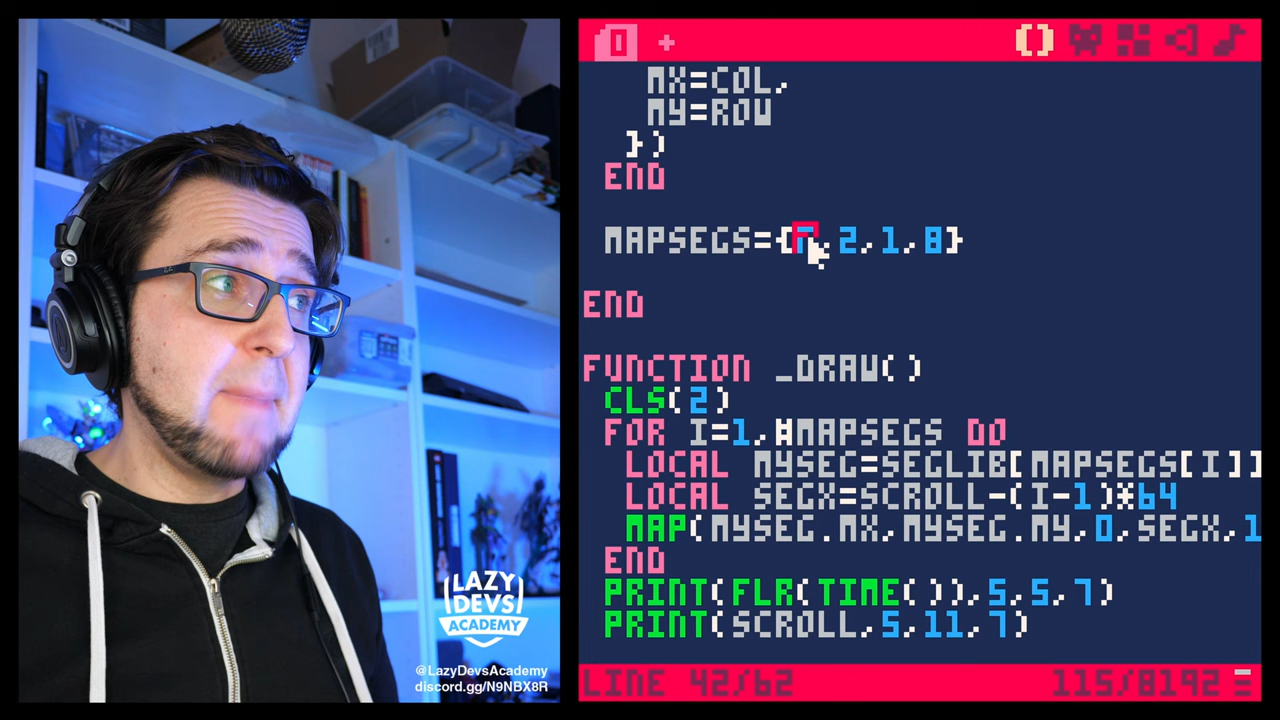 MX=COL,
MY=ROW
})
END
MAPSEGS={ ,2,1,8}
END
FUNCTION _DRAW()
CLS(2)
FOR I=1,#MAPSEGS DO
LOCAL MYSEG=SEGLIB[MAPSEGS[I]]
LOCAL SEGX=SCROLL-(I-1)*64
MAP(MYSEG.MX,MYSEG.MY,0,SEGX,1
END
PRINT(FLR(TIME()),5,5,7)
PRINT(SCROLL,5,11,7)
LINE 42/62
115/8192
LAZY
DEVS
ACADEMY
@LazyDevsAcademy
discord.gg/N9NBX8R